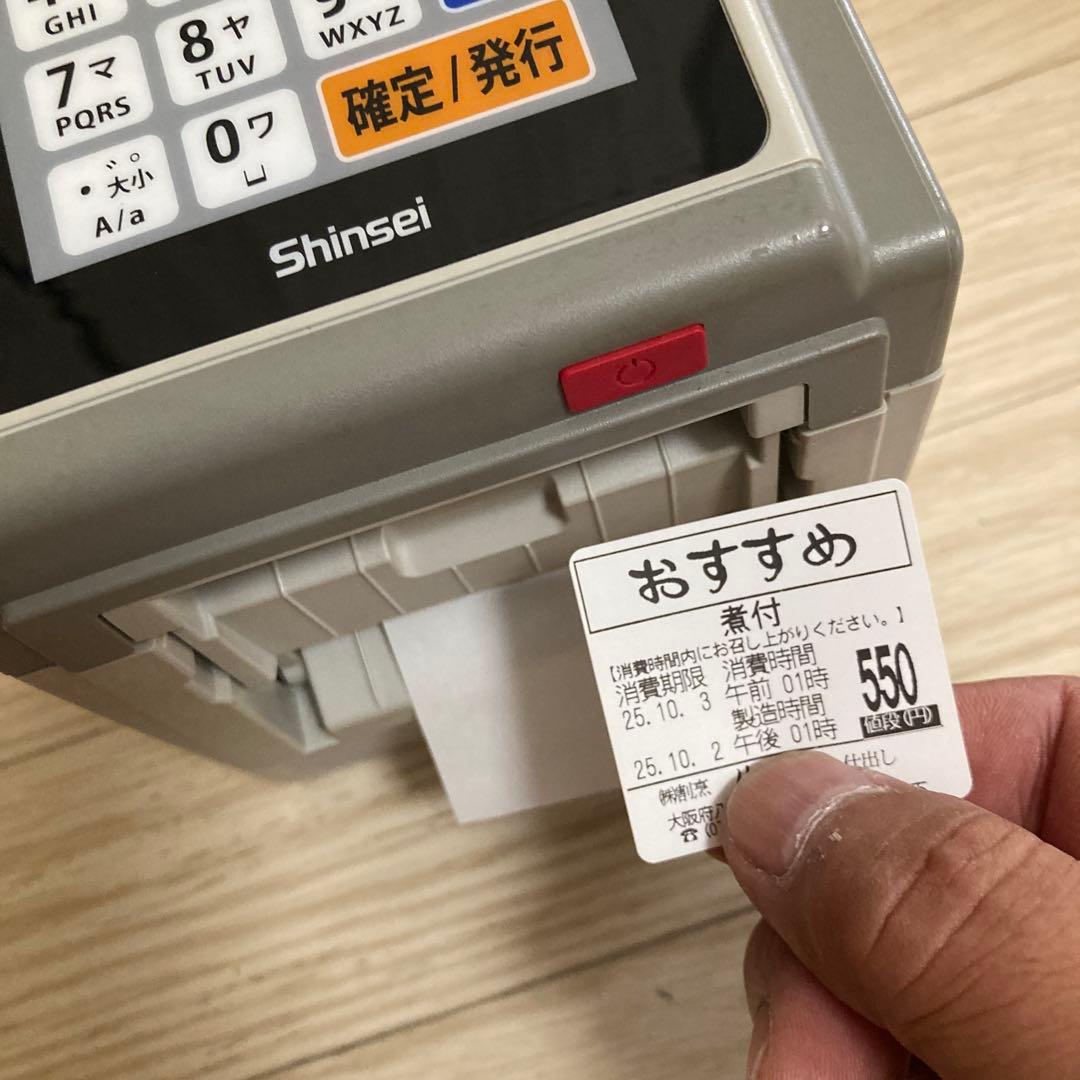 GHI
WXYZ
7 マ
PQRS
8 ヤ
TUV
確定/発行
゛゜
・大小
A/a
0 ワ
Shinsei
おすすめ
煮付
【消費時間内にお召し上がりください。】
消費期限 消費時間
25.10. 3 午前 01時
製造時間
25.10. 2 午後 01時
550
値段(円)
㈱割烹 仕出し
大阪府
☎(0